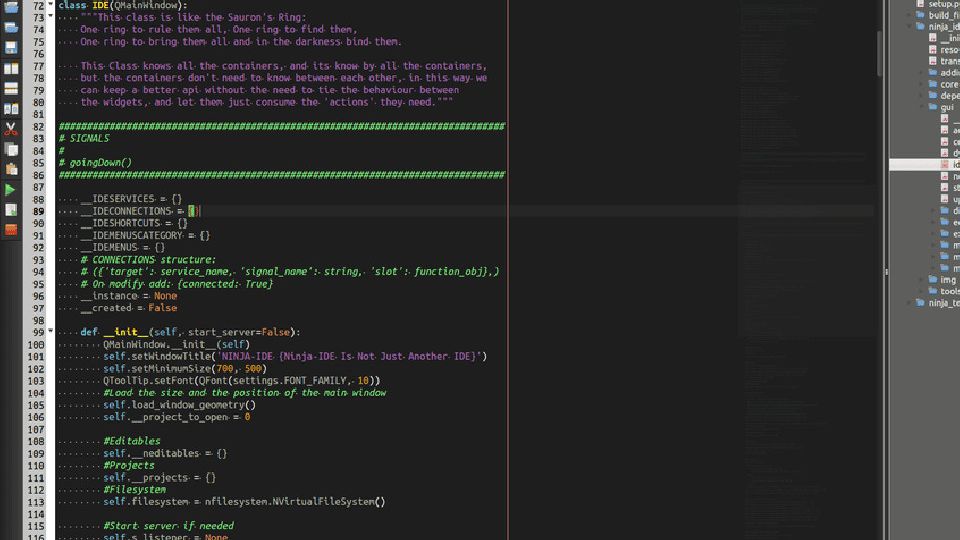 72 class IDE(QMainWindow):
73 """This class is like the Sauron's Ring:
74 One ring to rule them all, One ring to find them,
75 One ring to bring them all and in the darkness bind them.
76
77 This Class knows all the containers, and its know by all the containers,
78 but the containers don't need to know between each other, in this way we
79 can keep a better api without the need to tie the behaviour between
80 the widgets, and let them just consume the 'actions' they need."""
81
82 ###############################################################################
83 # SIGNALS
84 #
85 # goingDown()
86 ###############################################################################
87
88 __IDESERVICES = {}
89 __IDECONNECTIONS = {}
90 __IDESHORTCUTS = {}
91 __IDEMENUSCATEGORY = {}
92 __IDEMENUS = {}
93 # CONNECTIONS structure:
94 # ({'target': service_name, 'signal_name': string, 'slot': function_obj},)
95 # On modify add: {connected: True}
96 __instance = None
97 __created = False
98
99 def __init__(self, start_server=False):
100 QMainWindow.__init__(self)
101 self.setWindowTitle('NINJA-IDE {Ninja-IDE Is Not Just Another IDE}')
102 self.setMinimumSize(700, 500)
103 QToolTip.setFont(QFont(settings.FONT_FAMILY, 10))
104 #Load the size and the position of the main window
105 self.load_window_geometry()
106 self.__project_to_open = 0
107
108 #Editables
109 self.__neditables = {}
110 #Projects
111 self.__projects = {}
112 #Filesystem
113 self.filesystem = nfilesystem.NVirtualFileSystem()
114
115 #Start server if needed
116 self.s_listener = None
setup.p
build_fi
ninja_id
__ini
reso
trans
addi
core
depe
gui
__
a
ce
d
id
n
st
up
di
e
e
m
m
m
img
tools
ninja_te